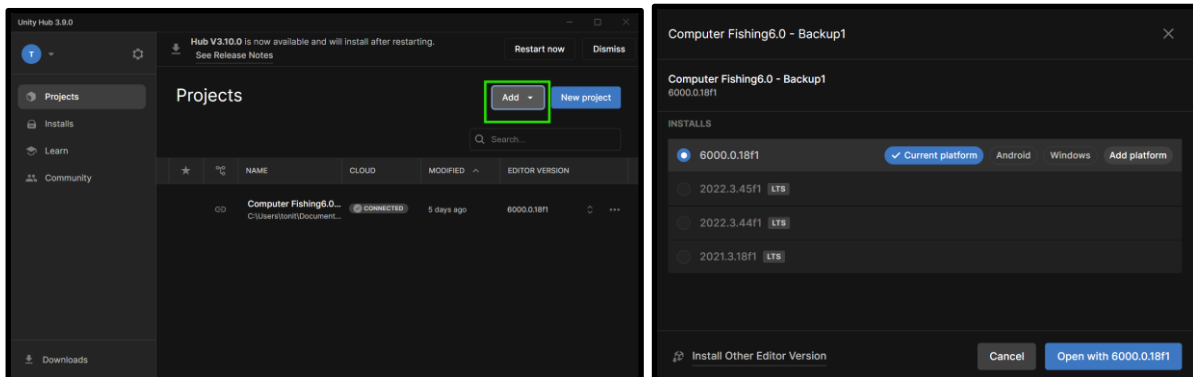 Unity Hub 3.9.0
T
Hub V3.10.0 is now available and will install after restarting.
See Release Notes
Restart now
Dismiss
Projects
Installs
Learn
Community
Downloads
Projects
Add
New project
Search...
NAME
CLOUD
MODIFIED
EDITOR VERSION
Computer Fishing6.0...
C:\Users\tonit\Document...
CONNECTED
5 days ago
6000.0.18f1
Computer Fishing6.0 - Backup1
Computer Fishing6.0 - Backup1
6000.0.18f1
INSTALLS
6000.0.18f1
Current platform
Android
Windows
Add platform
2022.3.45f1 LTS
2022.3.44f1 LTS
2021.3.18f1 LTS
Install Other Editor Version
Cancel
Open with 6000.0.18f1